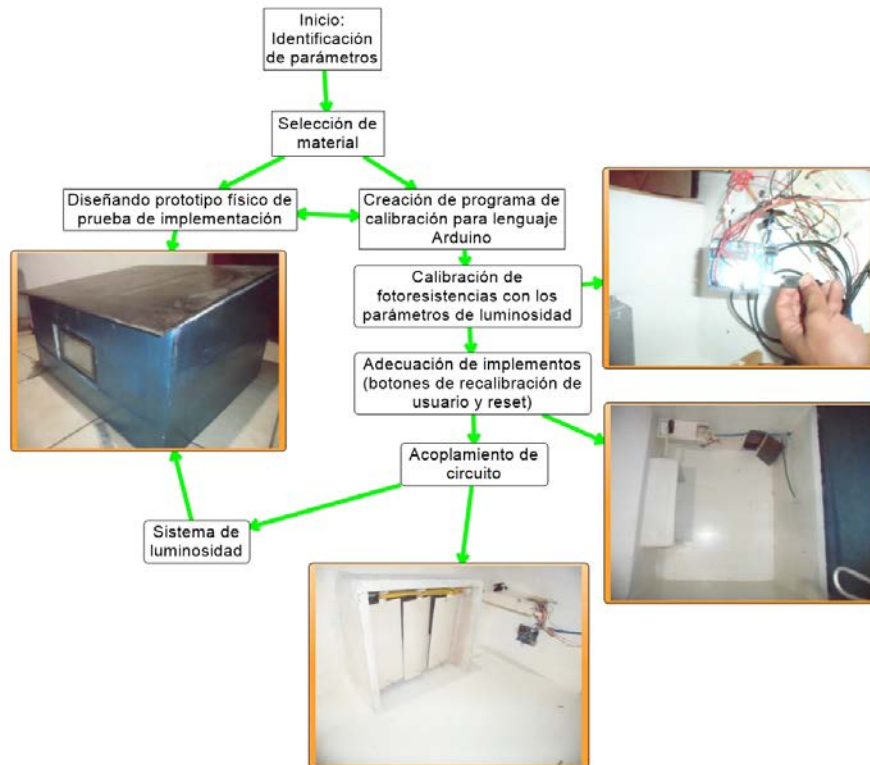 Inicio:
Identificación
de parámetros
Selección de
material
Diseñando prototipo físico de
prueba de implementación
Creación de programa de
calibración para lenguaje
Arduino
Calibración de
fotoresistencias con los
parámetros de luminosidad
Adecuación de implementos
(botones de recalibración de
usuario y reset)
Acoplamiento de
circuito
Sistema de
luminosidad